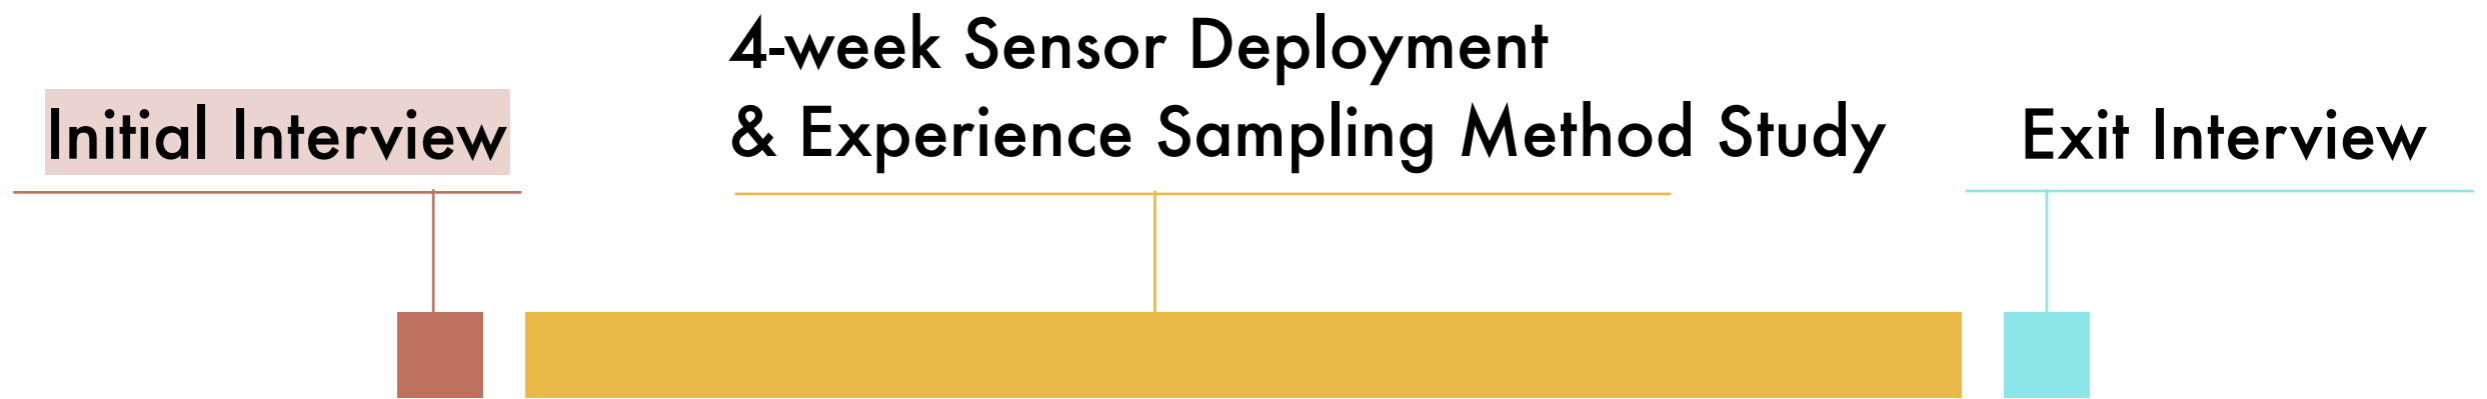 Initial Interview
4-week Sensor Deployment
& Experience Sampling Method Study
Exit Interview